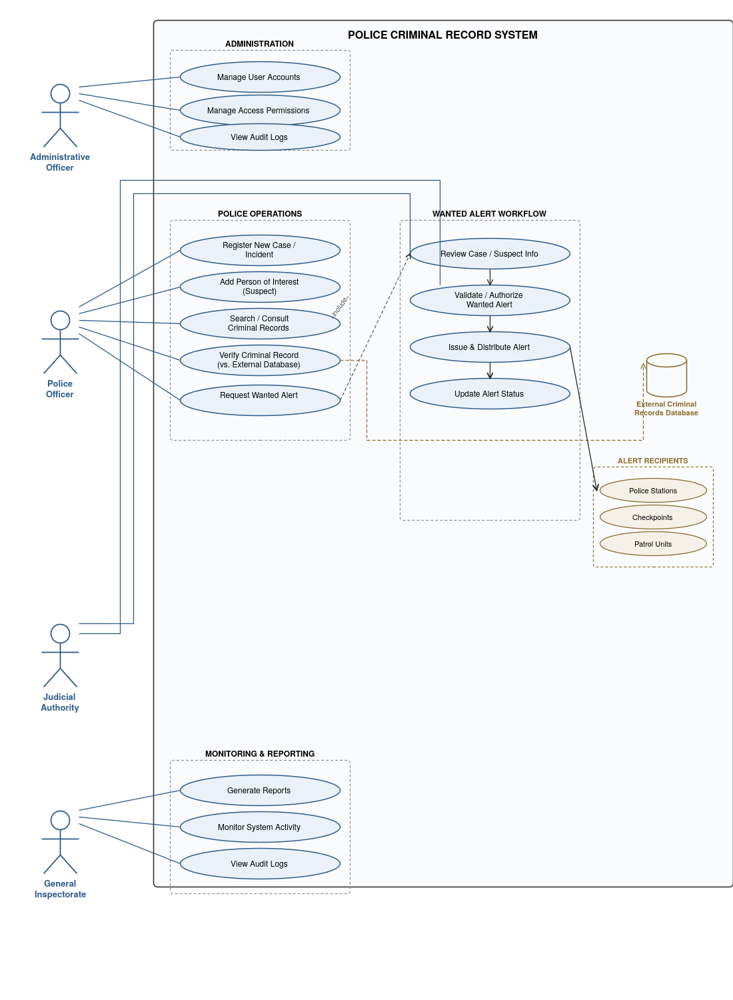 POLICE CRIMINAL RECORD SYSTEM
ADMINISTRATION
Manage User Accounts
Manage Access Permissions
View Audit Logs
Administrative
Officer
POLICE OPERATIONS
Register New Case /
Incident
Add Person of Interest
(Suspect)
Search / Consult
Criminal Records
Verify Criminal Record
(vs. External Database)
Request Wanted Alert
Police
Officer
«include»
WANTED ALERT WORKFLOW
Review Case / Suspect Info
Validate / Authorize
Wanted Alert
Issue & Distribute Alert
Update Alert Status
External Criminal
Records Database
ALERT RECIPIENTS
Police Stations
Checkpoints
Patrol Units
Judicial
Authority
MONITORING & REPORTING
Generate Reports
Monitor System Activity
View Audit Logs
General
Inspectorate